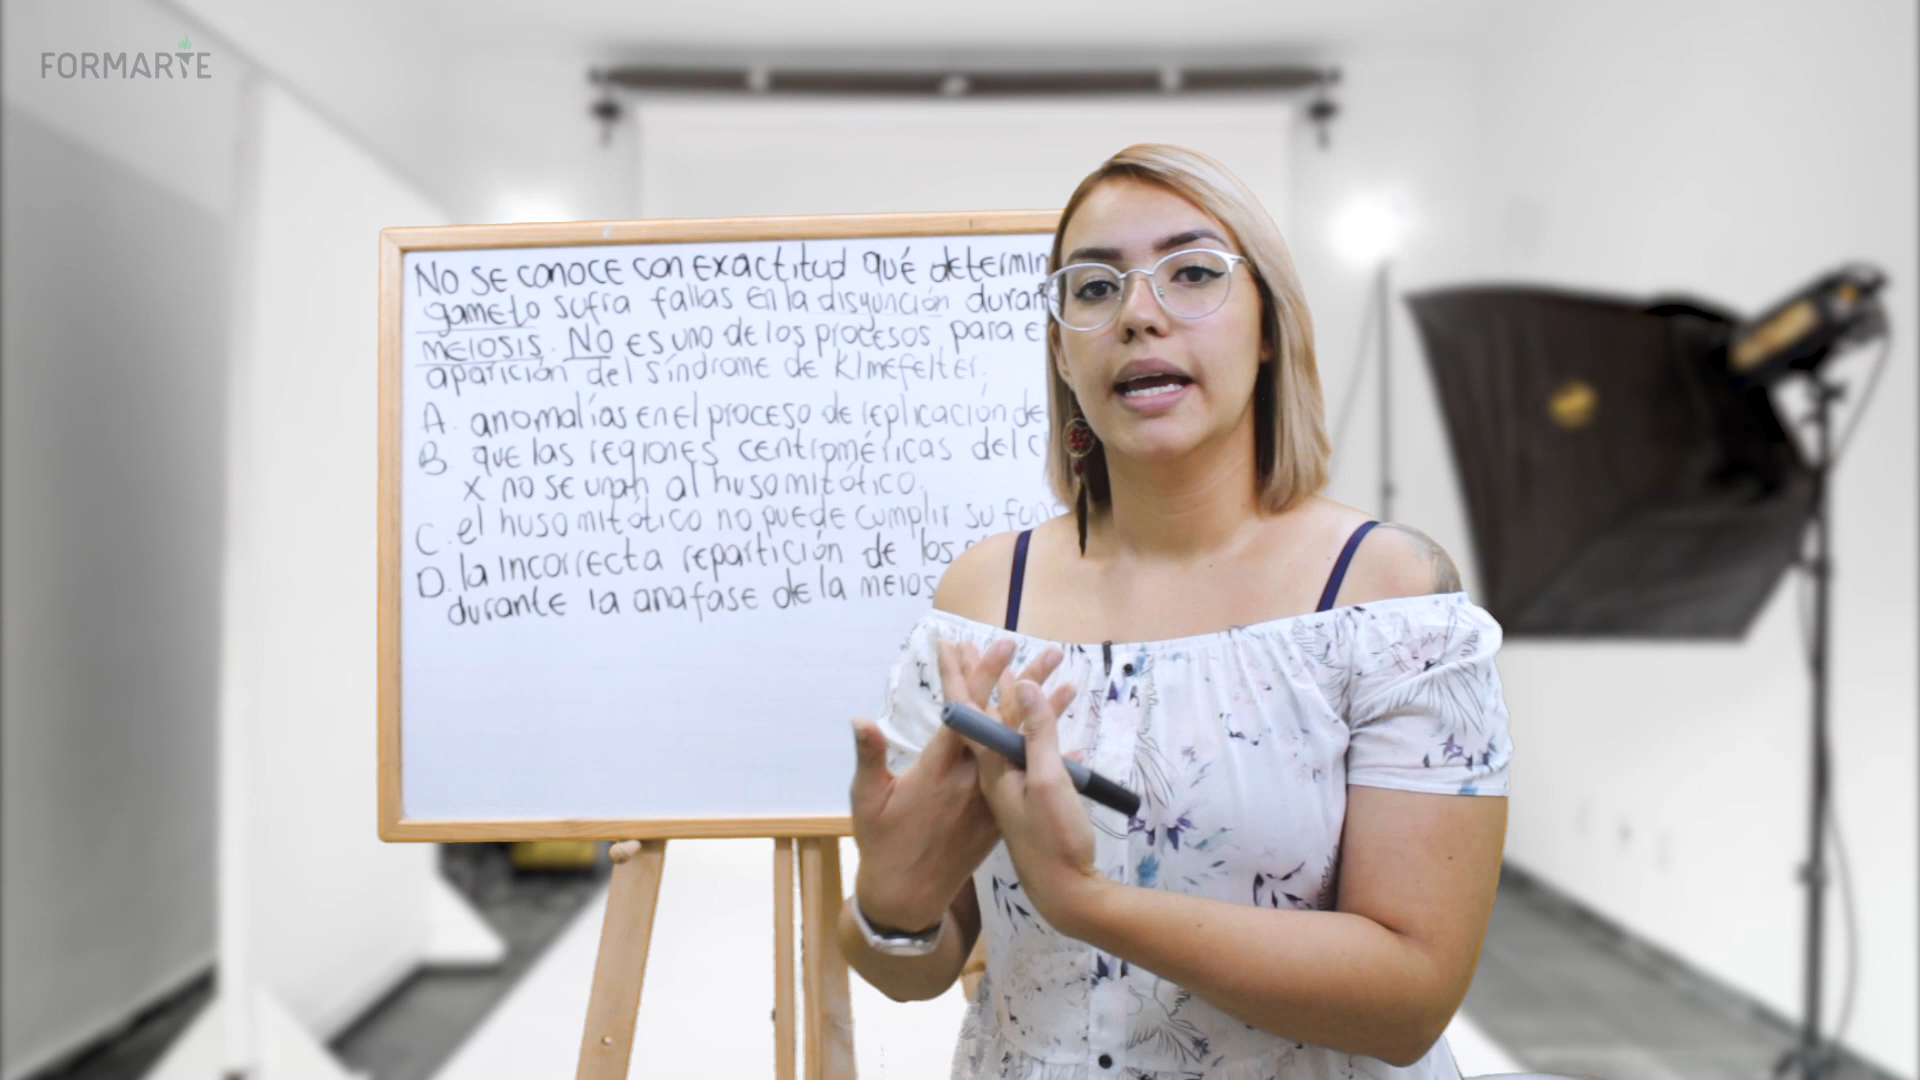 FORMARTE
No se conoce con exactitud qué determin
gameto sufra fallas en la disyunción duran
meiosis. NO es uno de los procesos para e
aparición del síndrome de Klinefelter.
A. anomalías en el proceso de replicación de
B. que las regiones centroméricas del c
X no se unan al huso mitótico.
C. el huso mitótico no puede cumplir su func
D. la incorrecta repartición de los
durante la anafase de la meios